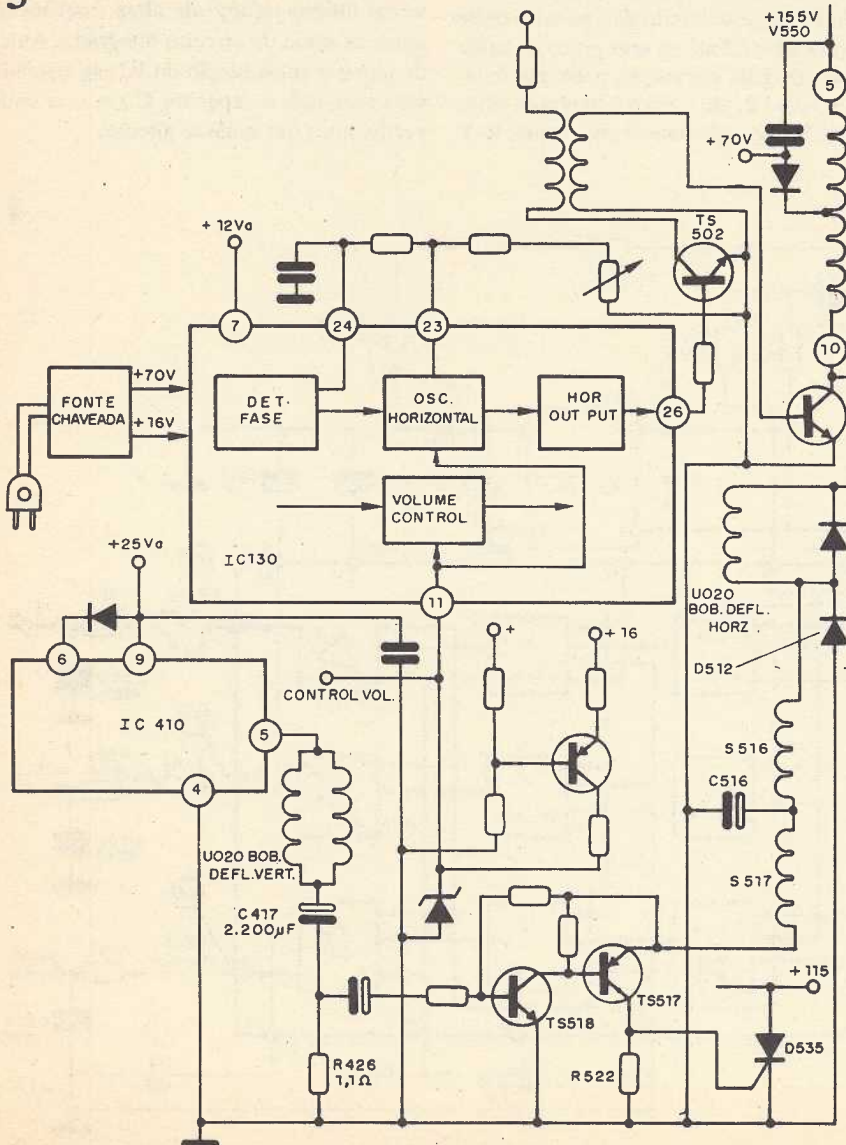 +155V
V550
5
+70V
TS
502
+12Va
7
24
23
10
FONTE
CHAVEADA
+70V
+16V
DET.
FASE
OSC.
HORIZONTAL
HOR
OUT PUT
26
VOLUME
CONTROL
+25Va
IC130
11
6
9
+
+16
UO20
BOB. DEFL.
HORZ
D512
CONTROL VOL.
IC 410
5
S516
4
C516
UO20 BOB.
DEFL.VERT.
S517
C417
2.200µF
+115
TS518
TS517
D535
R426
1,1Ω
R522